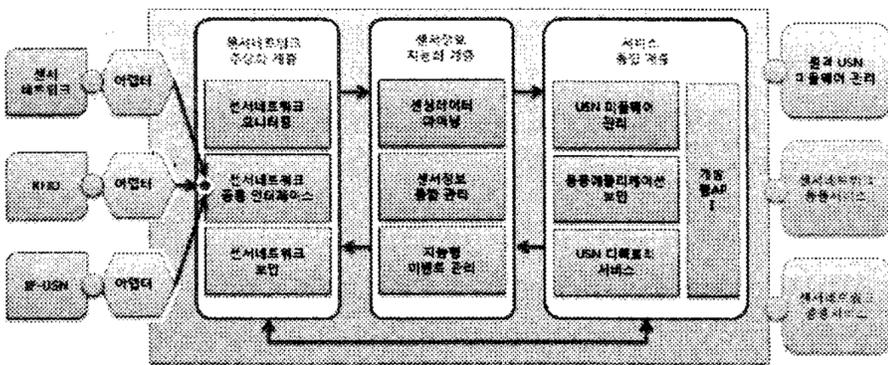 센서
네트워크
어댑터
RFID
어댑터
IP-USN
어댑터
센서네트워크
추상화 계층
센서네트워크
모니터링
센서네트워크
공통 인터페이스
센서네트워크
보안
센서정보
지능화 계층
센싱데이터
마이닝
센서정보
통합 관리
지능형
이벤트 관리
서비스
통합 계층
USN 미들웨어
관리
응용애플리케이션
보안
USN 디렉토리
서비스
개방
형AP
I
원격 USN
미들웨어 관리
센서네트워크
응용서비스
센서네트워크
응용서비스